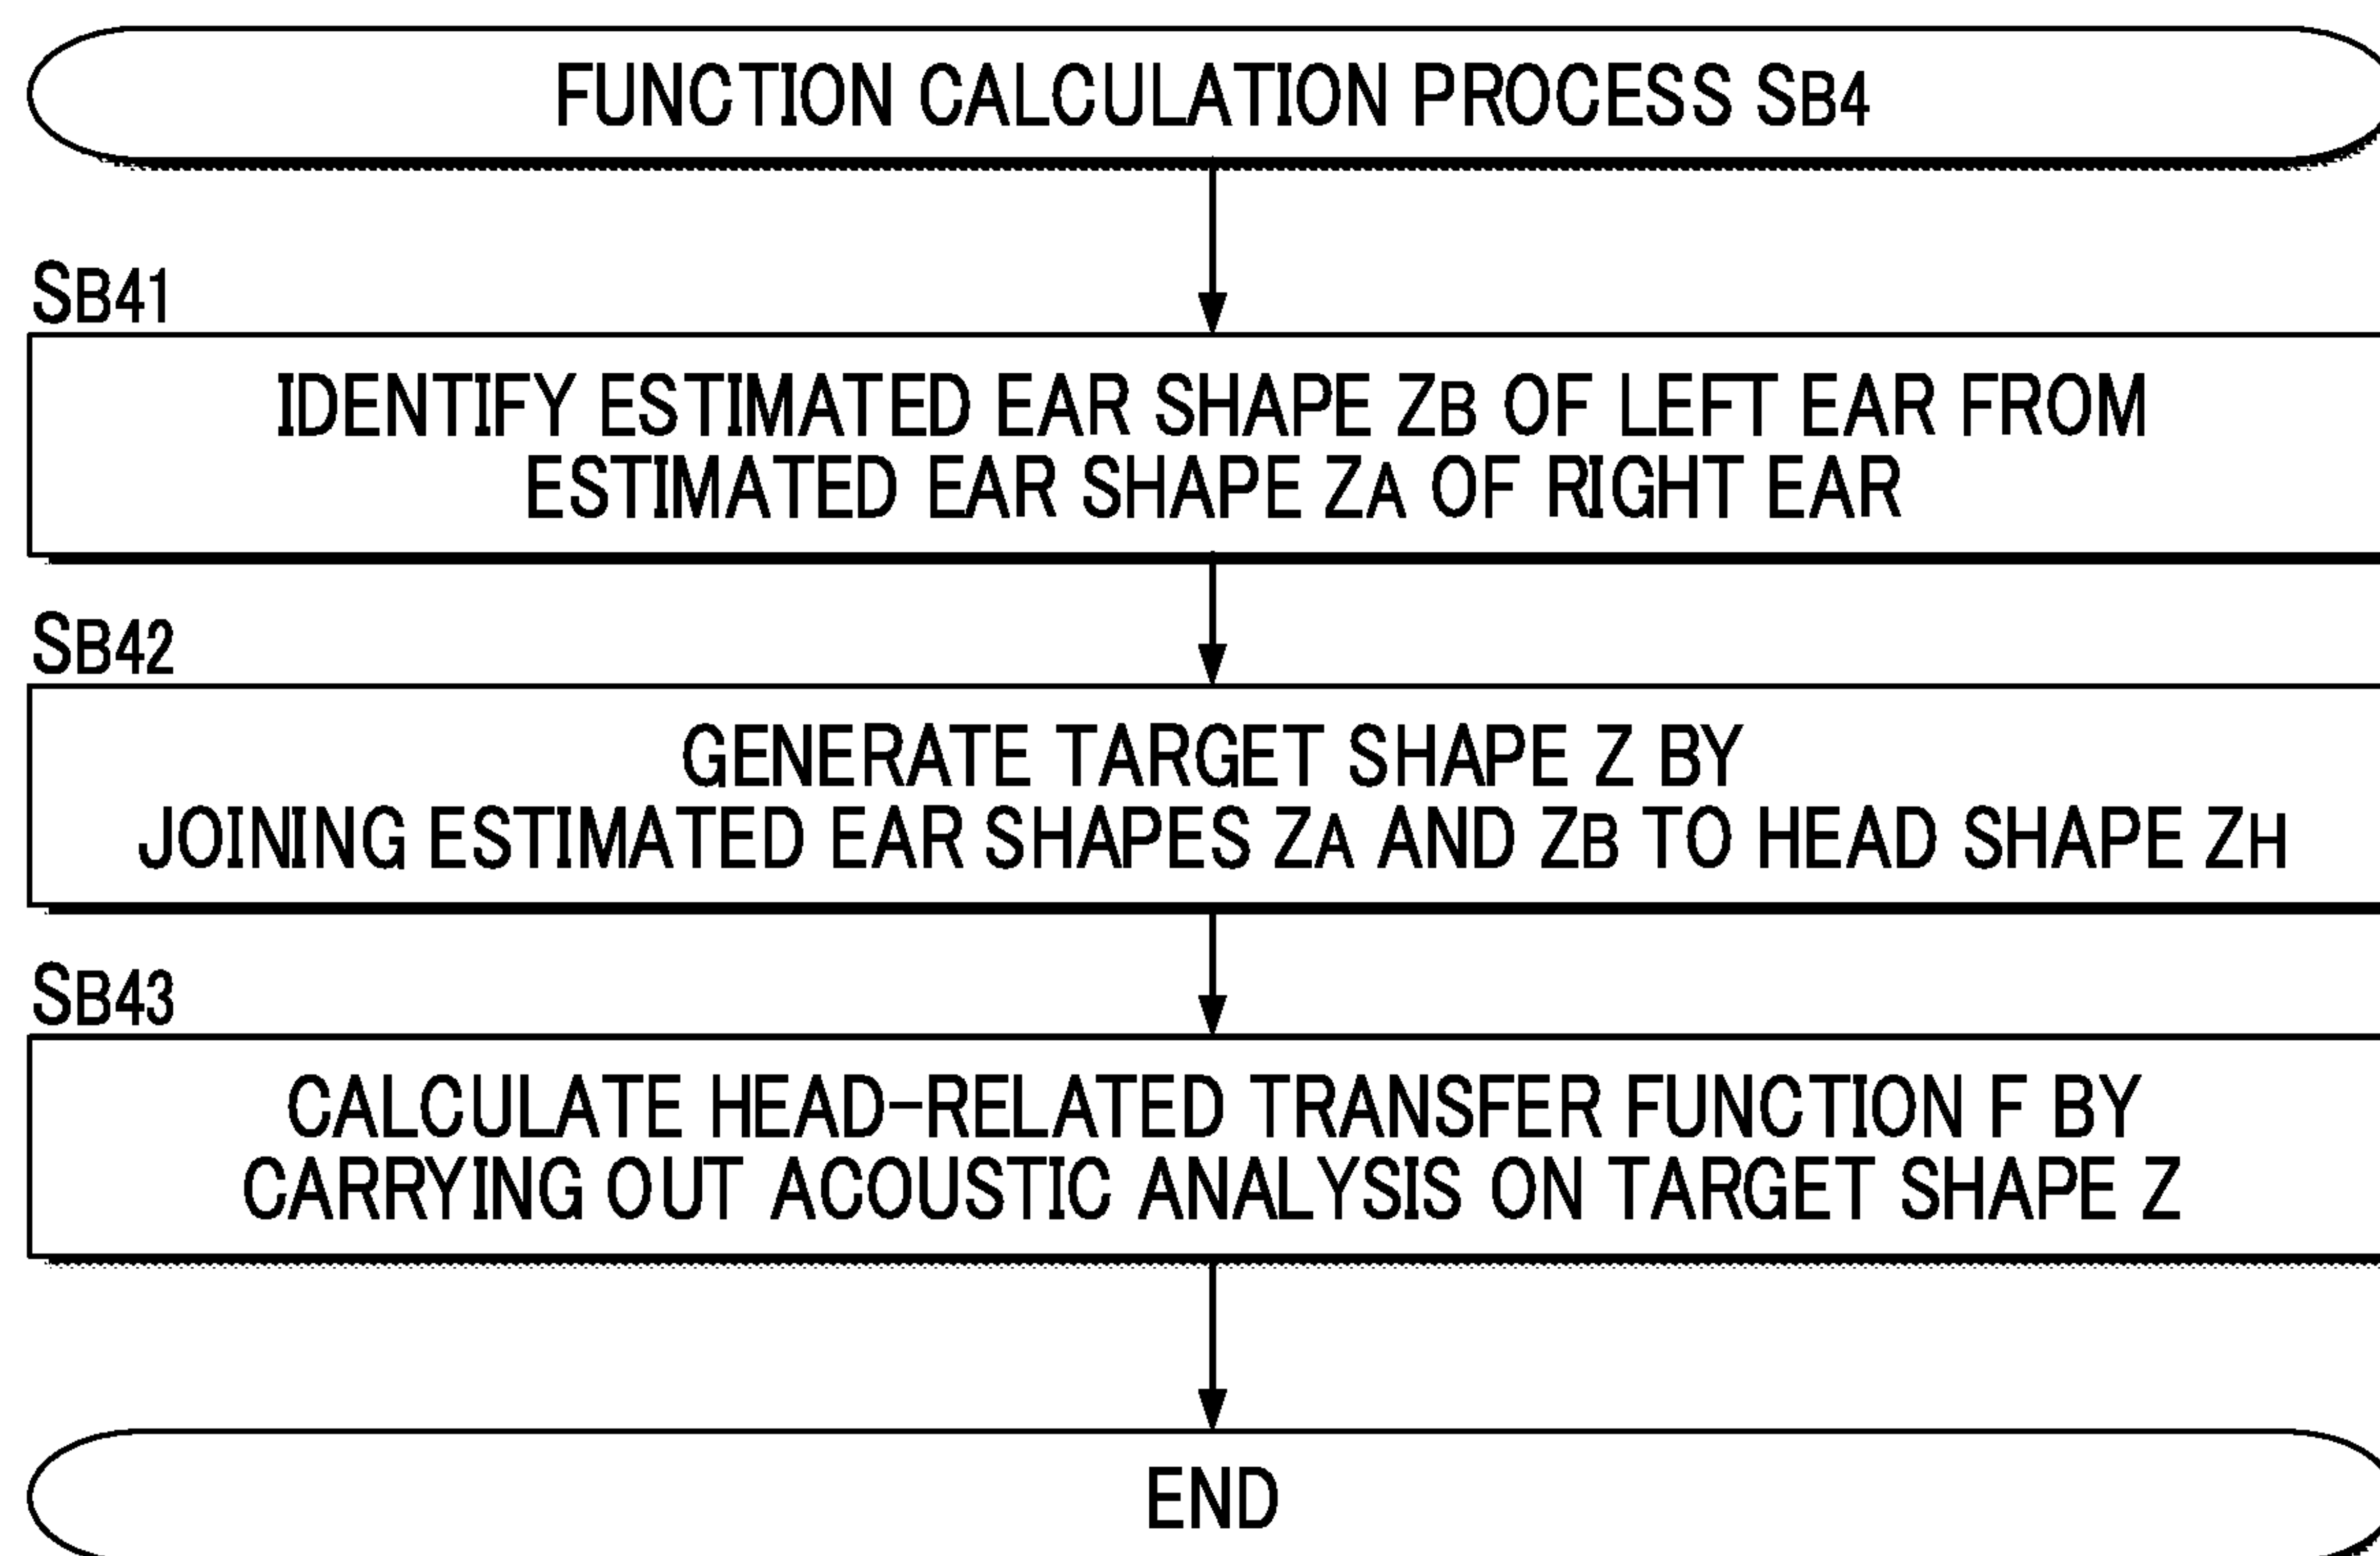 FUNCTION CALCULATION PROCESS SB4
SB41
IDENTIFY ESTIMATED EAR SHAPE ZB OF LEFT EAR FROM
ESTIMATED EAR SHAPE ZA OF RIGHT EAR
SB42
GENERATE TARGET SHAPE Z BY
JOINING ESTIMATED EAR SHAPES ZA AND ZB TO HEAD SHAPE ZH
SB43
CALCULATE HEAD-RELATED TRANSFER FUNCTION F BY
CARRYING OUT ACOUSTIC ANALYSIS ON TARGET SHAPE Z
END